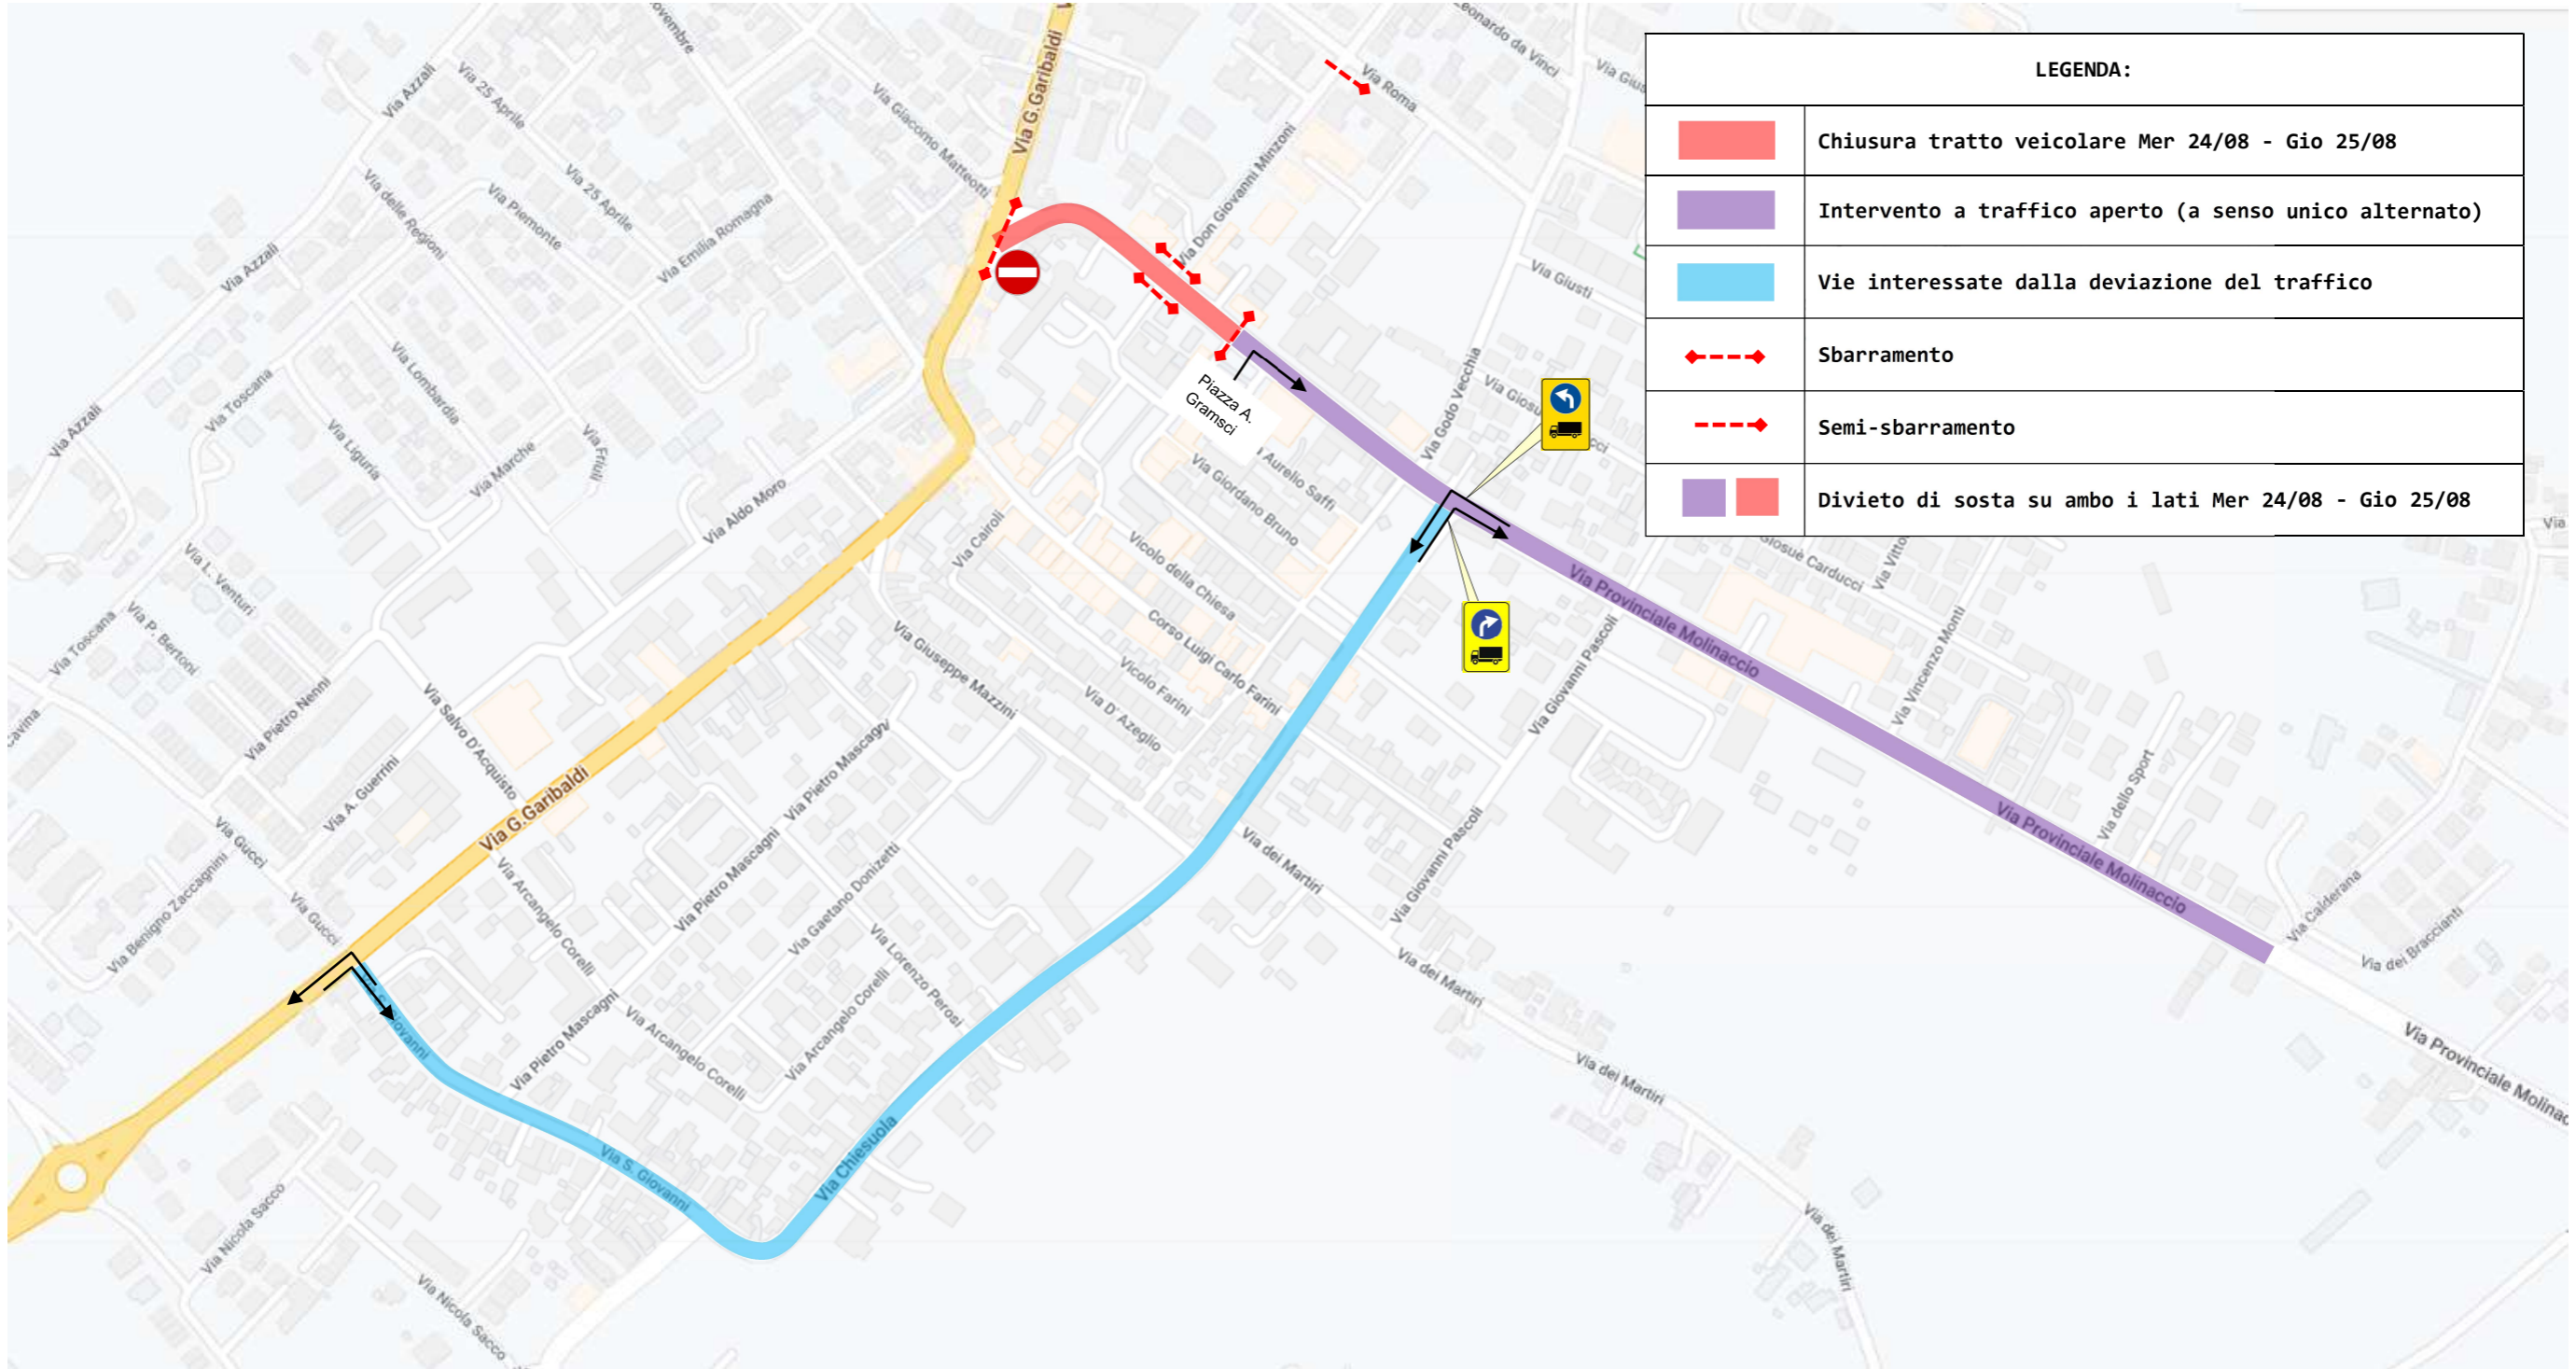 LEGENDA:
Chiusura tratto veicolare Mer 24/08 - Gio 25/08
Intervento a traffico aperto (a senso unico alternato)
Vie interessate dalla deviazione del traffico
Sbarramento
Semi-sbarramento
Divieto di sosta su ambo i lati Mer 24/08 - Gio 25/08
Via G.Garibaldi
Leonardo da Vinci
Via Roma
Via Azzali
Via 25 Aprile
Via Giacomo Matteotti
Via Don Giovanni Minzoni
Via 25 Aprile
Via delle Regioni
Via Piemonte
Via Emilia Romagna
Via Azzali
Via Giusti
Via Lombardia
Via Toscana
Via Azzali
Via Liguria
Via Marche
Via Friuli
Via Aldo Moro
Piazza A.
Gramsci
Via Godo Vecchia
Aurelio Saffi
Via Giordano Bruno
Via Cairoli
Vicolo della Chiesa
Giosuè Carducci
Via L. Venturi
Via P. Bertoni
Via Toscana
Via Pietro Nenni
Via Salvo D'Acquisto
Via A. Guerrini
Via Giuseppe Mazzini
Corso Luigi Carlo Farini
Vicolo Farini
Via D' Azeglio
Via Provinciale Molinaccio
Via Giovanni Pascoli
Via Vincenzo Monti
Via dello Sport
Via Provinciale Molinaccio
Via Pietro Mascagni
Via G.Garibaldi
Via Gucci
Via Gucci
Via Benigno Zaccagnini
Via Arcangelo Corelli
Via Pietro Mascagni
Via Gaetano Donizetti
Via Lorenzo Perosi
Via dei Martiri
Via Giovanni Pascoli
Via Calderana
Via dei Braccianti
Via dei Martiri
Via Arcangelo Corelli
Via Pietro Mascagni
Via Arcangelo Corelli
Via Provinciale
Via dei Martiri
Via S. Giovanni
Via Chiesuola
Via Nicola Sacco
Via Nicola Sacco
Via dei Martiri